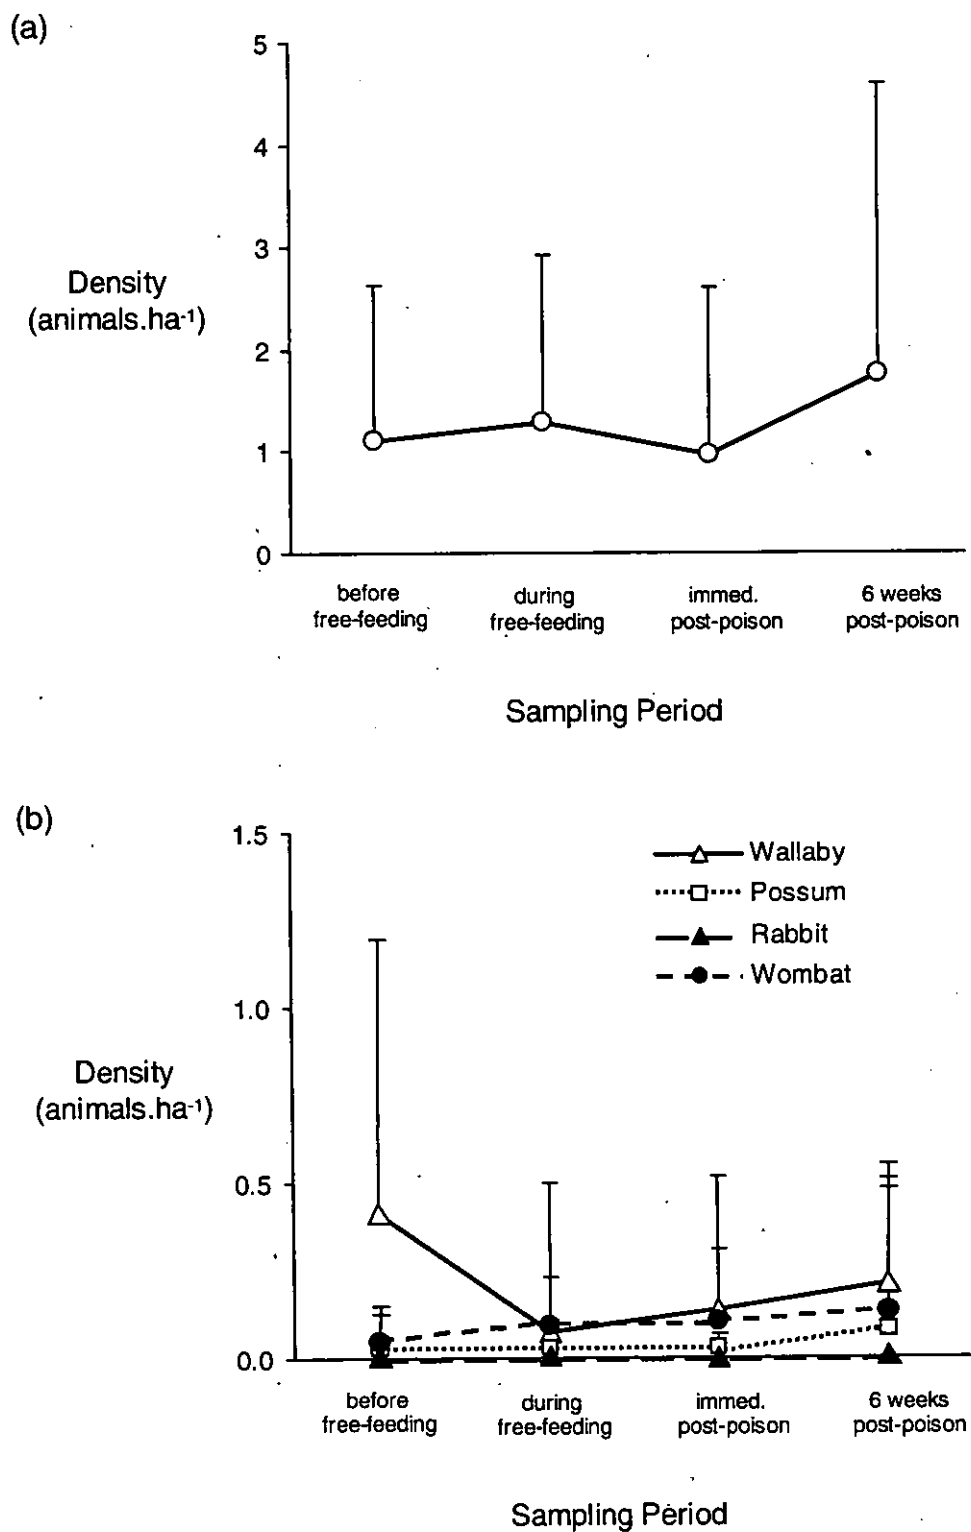 (a)
5
4
3
2
1
0
Density
(animals.ha-1)
before
free-feeding
during
free-feeding
immed.
post-poison
6 weeks
post-poison
Sampling Period
(b)
1.5
1.0
0.5
0.0
Density
(animals.ha-1)
Wallaby
Possum
Rabbit
Wombat
before
free-feeding
during
free-feeding
immed.
post-poison
6 weeks
post-poison
Sampling Period